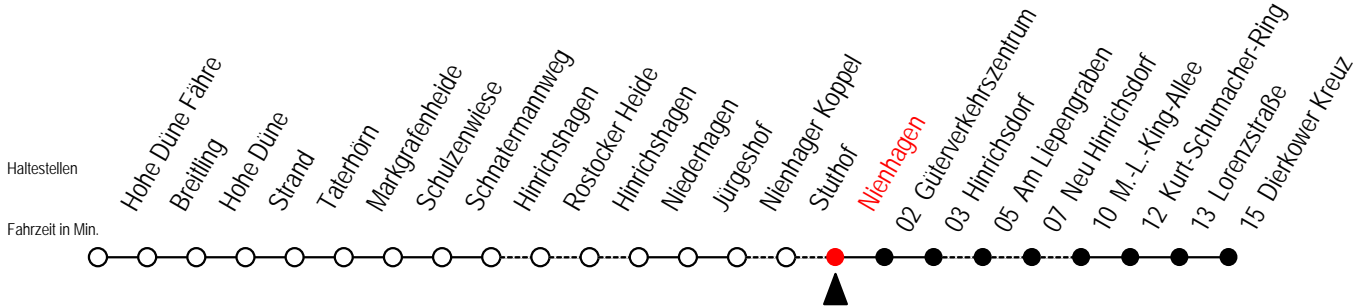 Haltestellen
Fahrzeit in Min.
Hohe Düne Fähre
Breitling
Hohe Düne
Strand
Taterhörn
Markgrafenheide
Schulzenwiese
Schnatermannweg
Hinrichshagen
Rostocker Heide
Hinrichshagen
Niederhagen
Jürgeshof
Nienhager Koppel
Stuthof
Nienhagen
02 Güterverkehrszentrum
03 Hinrichsdorf
05 Am Liepengraben
07 Neu Hinrichsdorf
10 M.-L.-King-Allee
12 Kurt-Schumacher-Ring
13 Lorenzstraße
15 Dierkower Kreuz